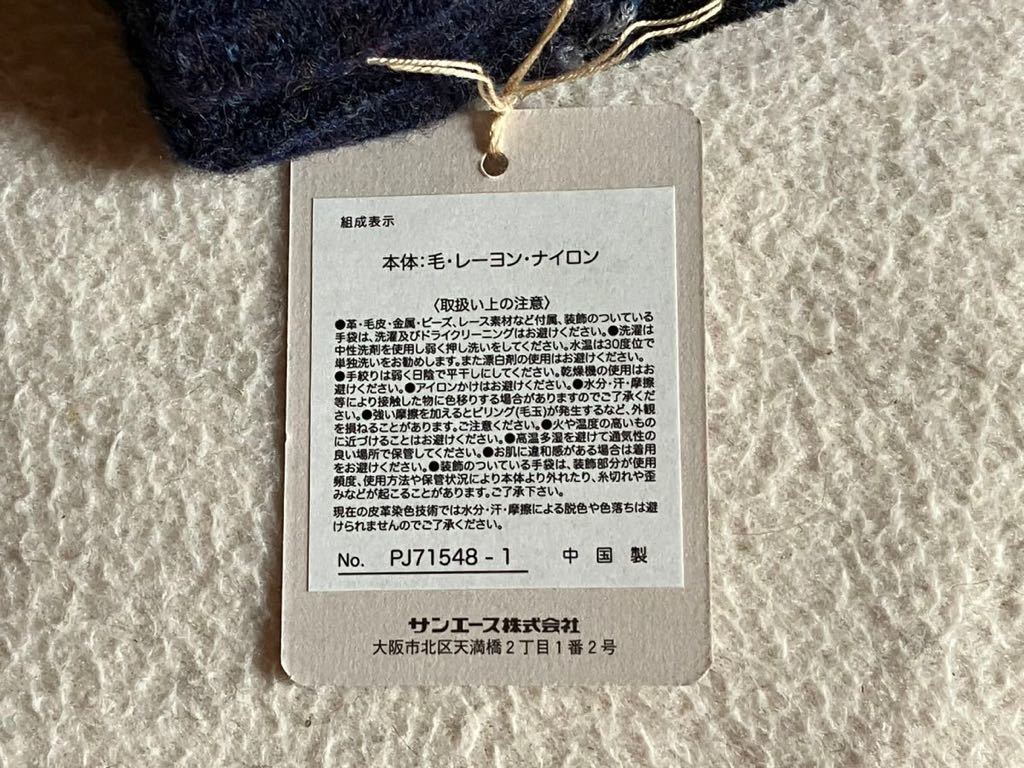 組成表示
本体:毛・レーヨン・ナイロン
〈取扱い上の注意〉
●革・毛皮・金属・ビーズ、レース素材など付属、装飾のついている
手袋は、洗濯及びドライクリーニングはお避けください。●洗濯は
中性洗剤を使用し弱く押し洗いをしてください。水温は30度位で
単独洗いをお勧めします。また漂白剤の使用はお避けください。
●手絞りは弱く日陰で平干しにしてください。乾燥機の使用はお
避けください。●アイロンかけはお避けください。●水分・汗・摩擦
等により接触した物に色移りする場合がありますのでご了承くだ
さい。●強い摩擦を加えるとピリング(毛玉)が発生するなど、外観
を損ねることがあります。ご注意ください。●火や温度の高いもの
に近づけることはお避けください。●高温多湿を避けて通気性の
良い場所で保管してください。●お肌に違和感がある場合は着用
をお避けください。●装飾のついている手袋は、装飾部分が使用
頻度、使用方法や保管状況により本体より外れたり、糸切れや歪
みなどが起こることがあります。ご了承下さい。
現在の皮革染色技術では水分・汗・摩擦による脱色や色落ちは避
けられませんのでご了承ください。
No. PJ71548-1 中国製
サンエース株式会社
大阪市北区天満橋2丁目1番2号